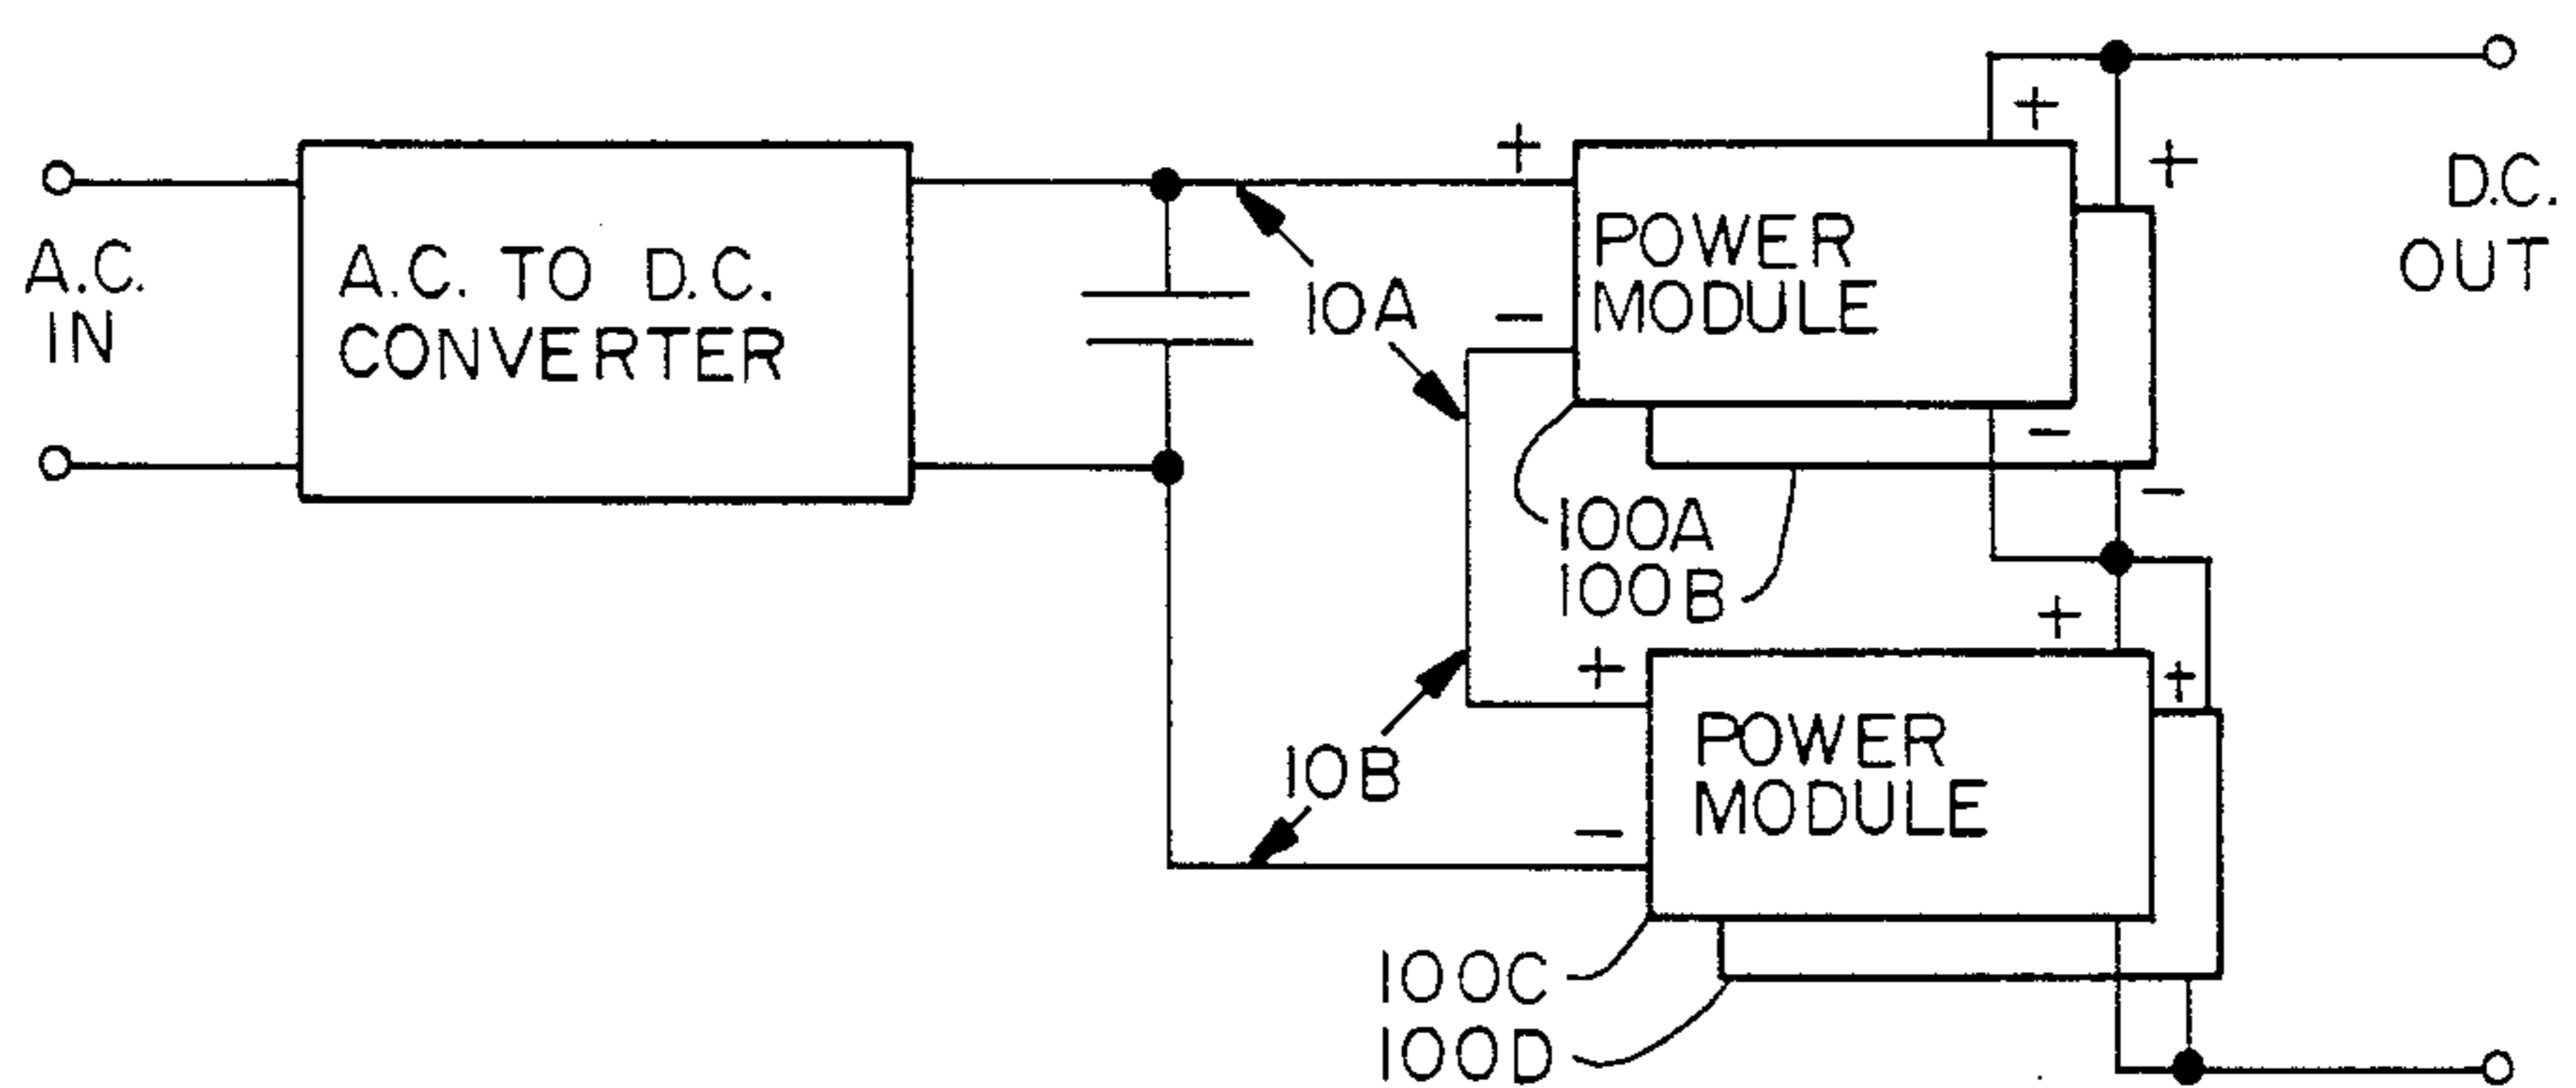 A.C.
IN
A.C. TO D.C.
CONVERTER
10A
10B
+
-
POWER
MODULE
+
+
-
-
100A
100B
+
-
POWER
MODULE
+
+
100C
100D
D.C.
OUT